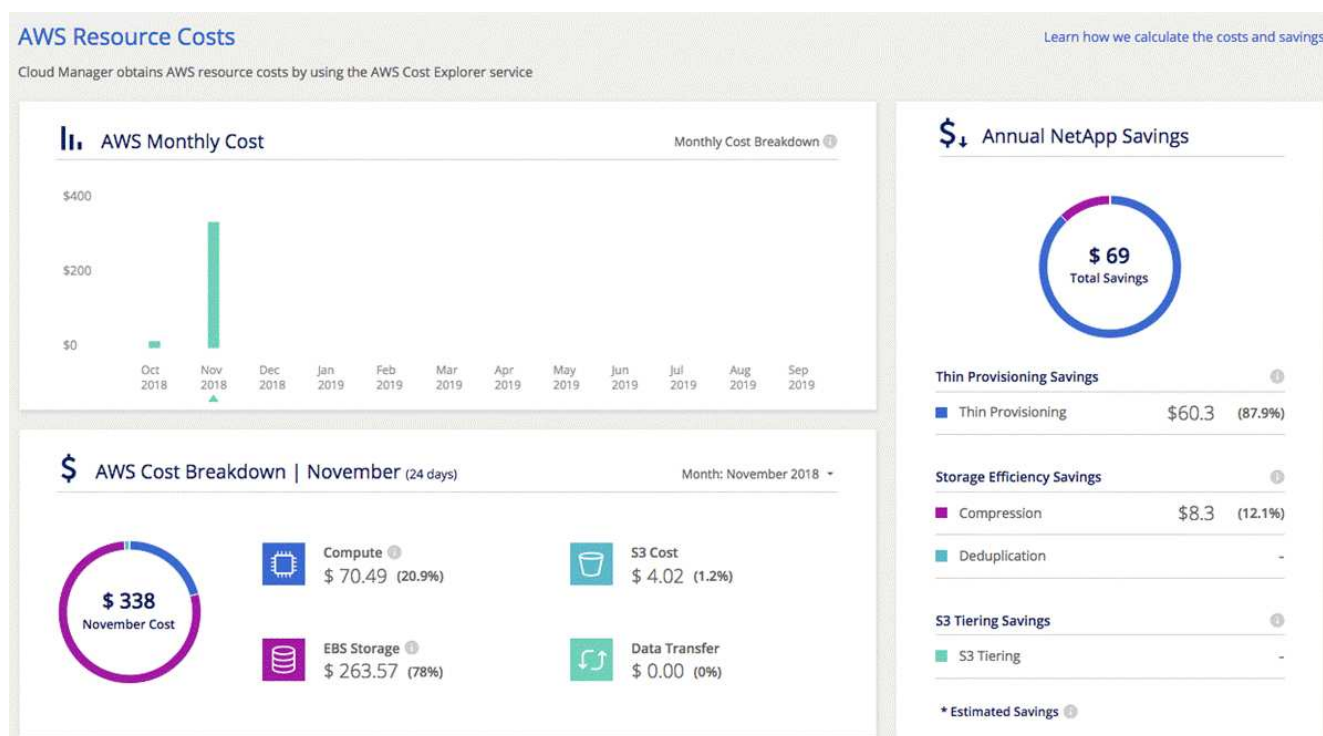 AWS Resource Costs
Learn how we calculate the costs and savings
Cloud Manager obtains AWS resource costs by using the AWS Cost Explorer service
AWS Monthly Cost
Monthly Cost Breakdown
$400
$200
$0
Oct Nov Dec Jan Feb Mar Apr May Jun Jul Aug Sep
2018 2018 2018 2019 2019 2019 2019 2019 2019 2019 2019 2019
AWS Cost Breakdown | November (24 days)
Month: November 2018
$ 338
November Cost
Compute
$ 70.49 (20.9%)
S3 Cost
$ 4.02 (1.2%)
EBS Storage
$ 263.57 (78%)
Data Transfer
$ 0.00 (0%)
Annual NetApp Savings
$ 69
Total Savings
Thin Provisioning Savings
Thin Provisioning $60.3 (87.9%)
Storage Efficiency Savings
Compression $8.3 (12.1%)
Deduplication -
S3 Tiering Savings
S3 Tiering -
* Estimated Savings